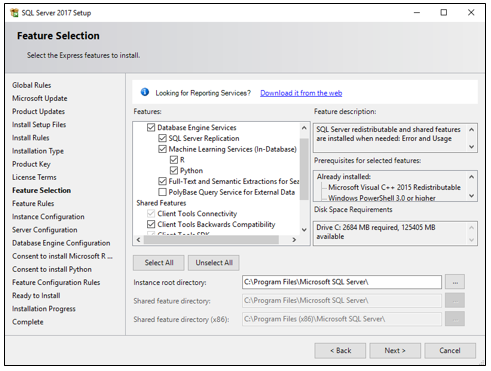 SQL Server 2017 Setup
Feature Selection
Select the Express features to install.
Global Rules
Microsoft Update
Product Updates
Install Setup Files
Install Rules
Installation Type
Product Key
License Terms
Feature Selection
Feature Rules
Instance Configuration
Server Configuration
Database Engine Configuration
Consent to install Microsoft R ...
Consent to install Python
Feature Configuration Rules
Ready to Install
Installation Progress
Complete
Looking for Reporting Services? Download it from the web
Features:
Database Engine Services
SQL Server Replication
Machine Learning Services (In-Database)
R
Python
Full-Text and Semantic Extractions for Sea
PolyBase Query Service for External Data
Shared Features
Client Tools Connectivity
Client Tools Backwards Compatibility
Client Tools SDK
Feature description:
SQL Server redistributable and shared features
are installed when needed: Error and Usage
Prerequisites for selected features:
Already installed:
Microsoft Visual C++ 2015 Redistributable
Windows PowerShell 3.0 or higher
Disk Space Requirements
Drive C: 2684 MB required, 125405 MB
available
Select All
Unselect All
Instance root directory: C:\Program Files\Microsoft SQL Server\ ...
Shared feature directory: C:\Program Files\Microsoft SQL Server\ ...
Shared feature directory (x86): C:\Program Files (x86)\Microsoft SQL Server\ ...
< Back
Next >
Cancel